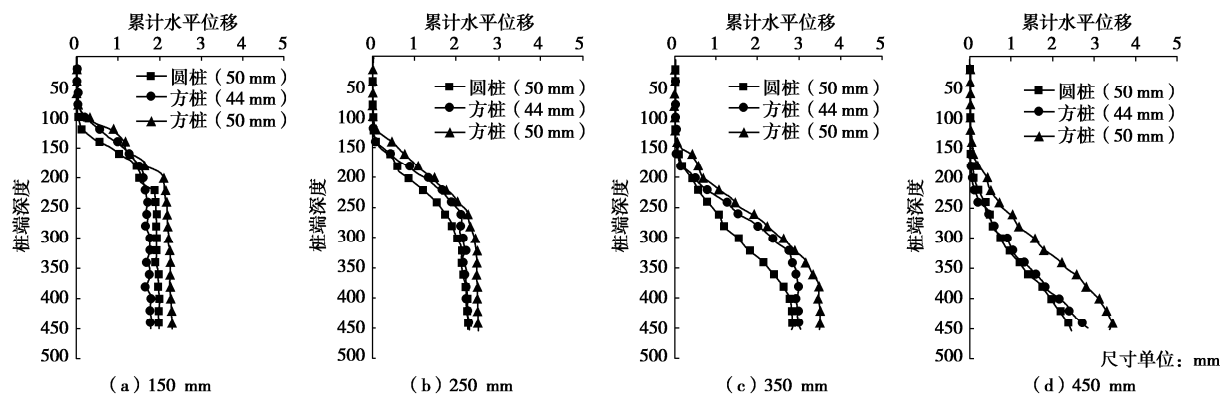 累计水平位移
0 1 2 3 4 5
50
100
150
200
250
300
350
400
450
500
桩端深度
圆桩（50 mm）
方桩（44 mm）
方桩（50 mm）
（a）150 mm
累计水平位移
0 1 2 3 4 5
50
100
150
200
250
300
350
400
450
500
桩端深度
圆桩（50 mm）
方桩（44 mm）
方桩（50 mm）
（b）250 mm
累计水平位移
0 1 2 3 4 5
50
100
150
200
250
300
350
400
450
500
桩端深度
圆桩（50 mm）
方桩（44 mm）
方桩（50 mm）
（c）350 mm
累计水平位移
0 1 2 3 4 5
50
100
150
200
250
300
350
400
450
500
桩端深度
圆桩（50 mm）
方桩（44 mm）
方桩（50 mm）
尺寸单位：mm
（d）450 mm